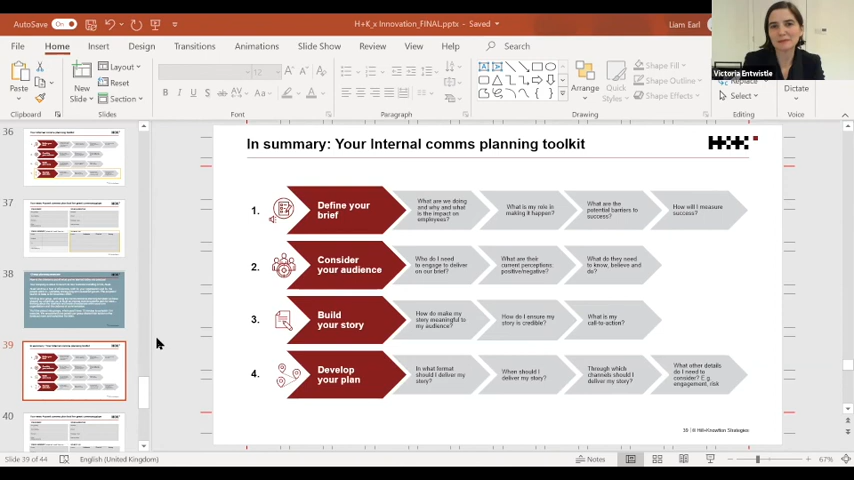 AutoSave On
H+K_x Innovation_FINAL.pptx - Saved
Liam Earl
File Home Insert Draw Design Transitions Animations Slide Show Review View Help Search
Victoria Entwistle
Paste
New Slide
Layout
Reset
Section
Arrange
Quick Styles
Shape Fill
Shape Outline
Shape Effects
Replace
Select
Dictate
Clipboard
Slides
Font
Paragraph
Drawing
Editing
Voice
36
37
38
39
40
In summary: Your Internal comms planning toolkit
1.
Define your
brief
What are we doing
and why and what
is the impact on
employees?
What is my role in
making it happen?
What are the
potential barriers to
success?
How will I measure
success?
2.
Consider
your audience
Who do I need
to engage to deliver
on our brief?
What are their
current perceptions:
positive/negative?
What do they need
to know, believe and
do?
3.
Build
your story
How do make my
story meaningful to
my audience?
How do I ensure my
story is credible?
What is my
call-to-action?
4.
Develop
your plan
In what format
should I deliver my
story?
When should I
deliver my story?
Through which
channels should I
deliver my story?
What other details
do I need to
consider? E.g.
engagement, risk
39 | © Hill+Knowlton Strategies
Slide 39 of 44
English (United Kingdom)
Notes
67%